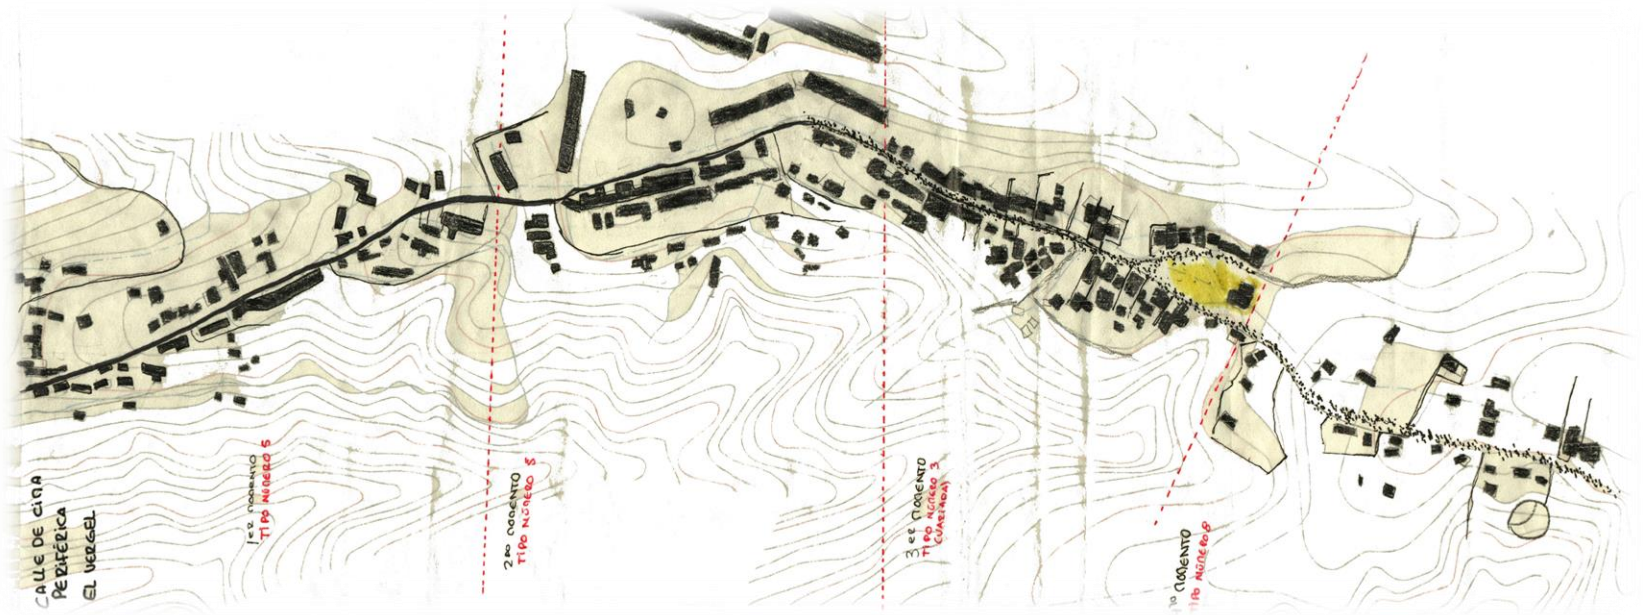 CALLE DE CIMA
PERIFÉRICA
EL VERGEL
1er MOMENTO
TIPO NÚMERO 5
2DO MOMENTO
TIPO NÚMERO 5
3er MOMENTO
TIPO NÚMERO 3
(VARIADA)
MOMENTO
NÚMERO 8